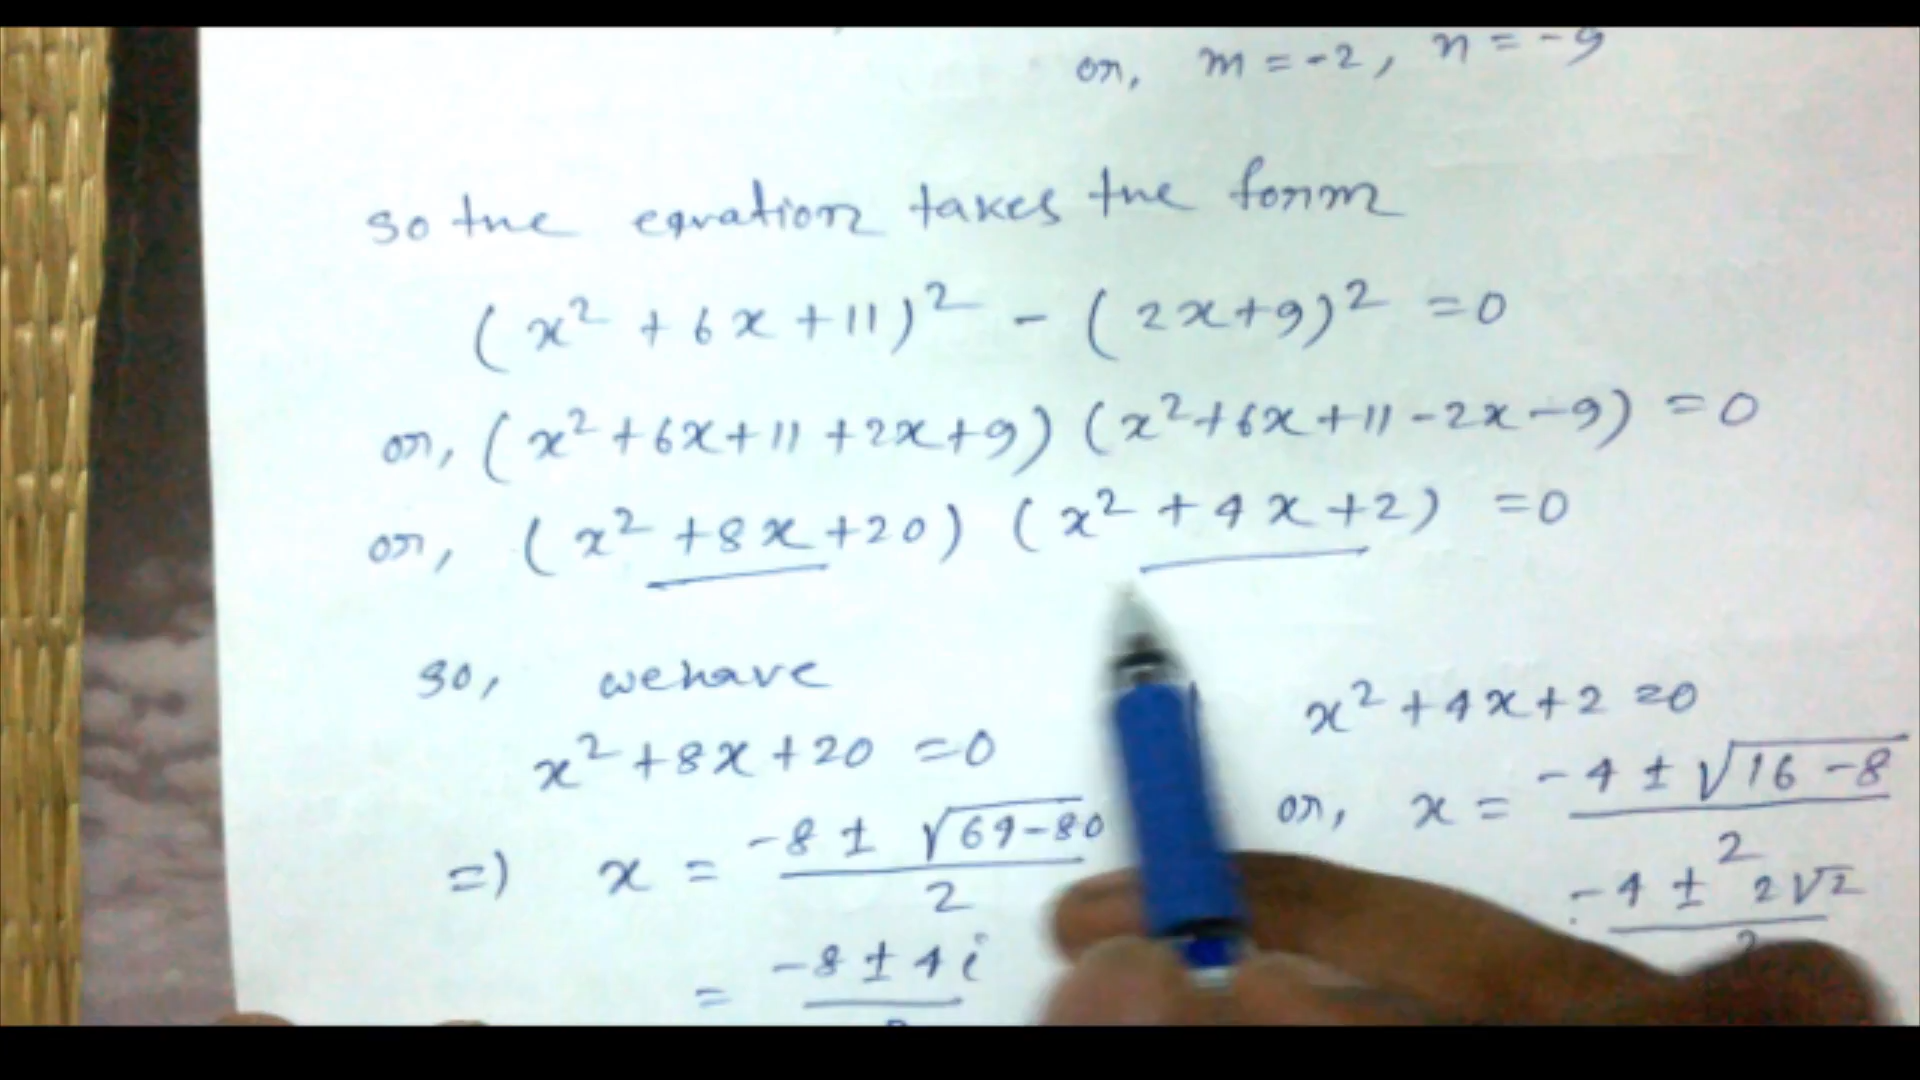 or, m = -2, n = -9
so the equation takes the form
(x² + 6x + 11)² - (2x+9)² = 0
or, (x² + 6x + 11 + 2x + 9) (x² + 6x + 11 - 2x - 9) = 0
or, (x² + 8x + 20) (x² + 4x + 2) = 0
so, we have
x² + 8x + 20 = 0
=) x = (-8 ± √64-80)/2
= -8 ± 4i
x² + 4x + 2 = 0
or, x = (-4 ± √16-8)/2
-4 ± 2√2